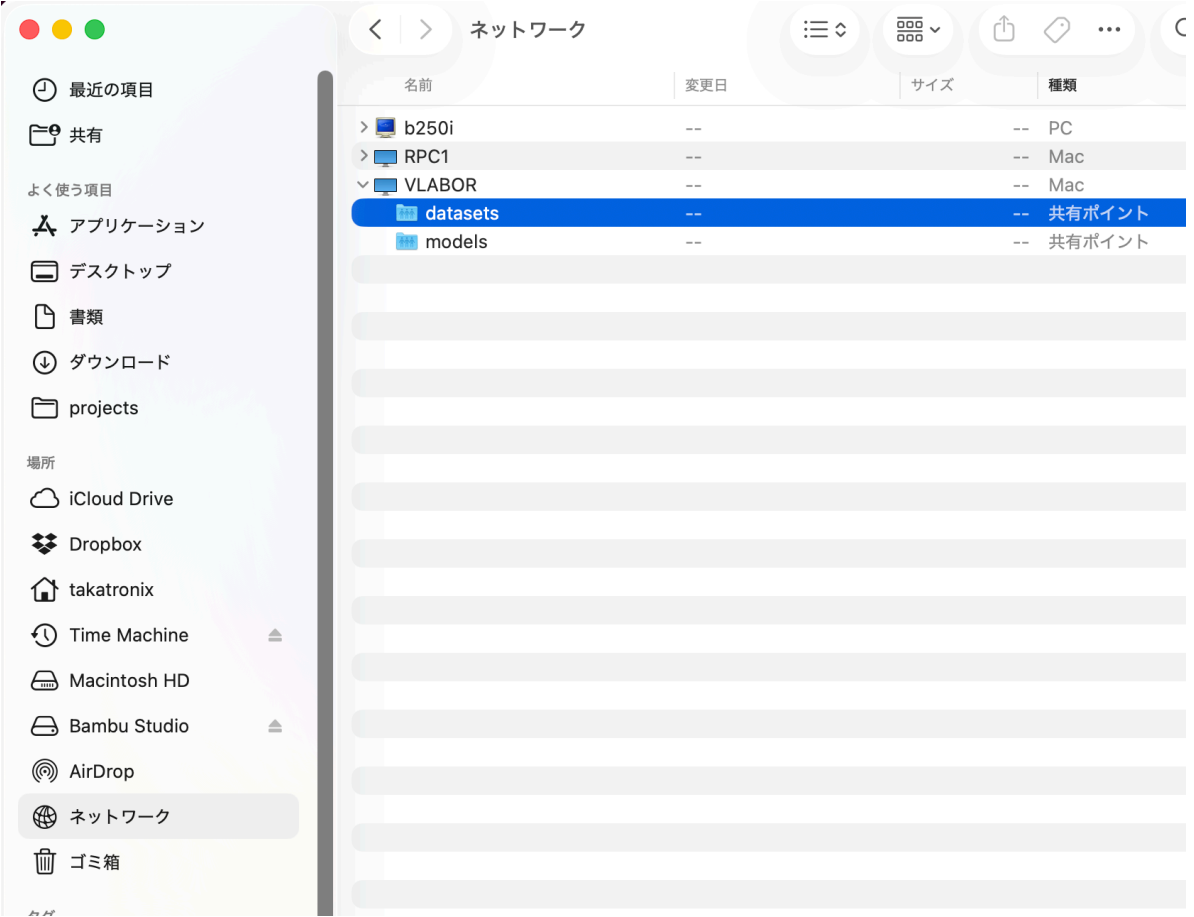 ネットワーク
名前 変更日 サイズ 種類
b250i -- -- PC
RPC1 -- -- Mac
VLABOR -- -- Mac
datasets -- -- 共有ポイント
models -- -- 共有ポイント
最近の項目
共有
よく使う項目
アプリケーション
デスクトップ
書類
ダウンロード
projects
場所
iCloud Drive
Dropbox
takatronix
Time Machine
Macintosh HD
Bambu Studio
AirDrop
ネットワーク
ゴミ箱
タグ